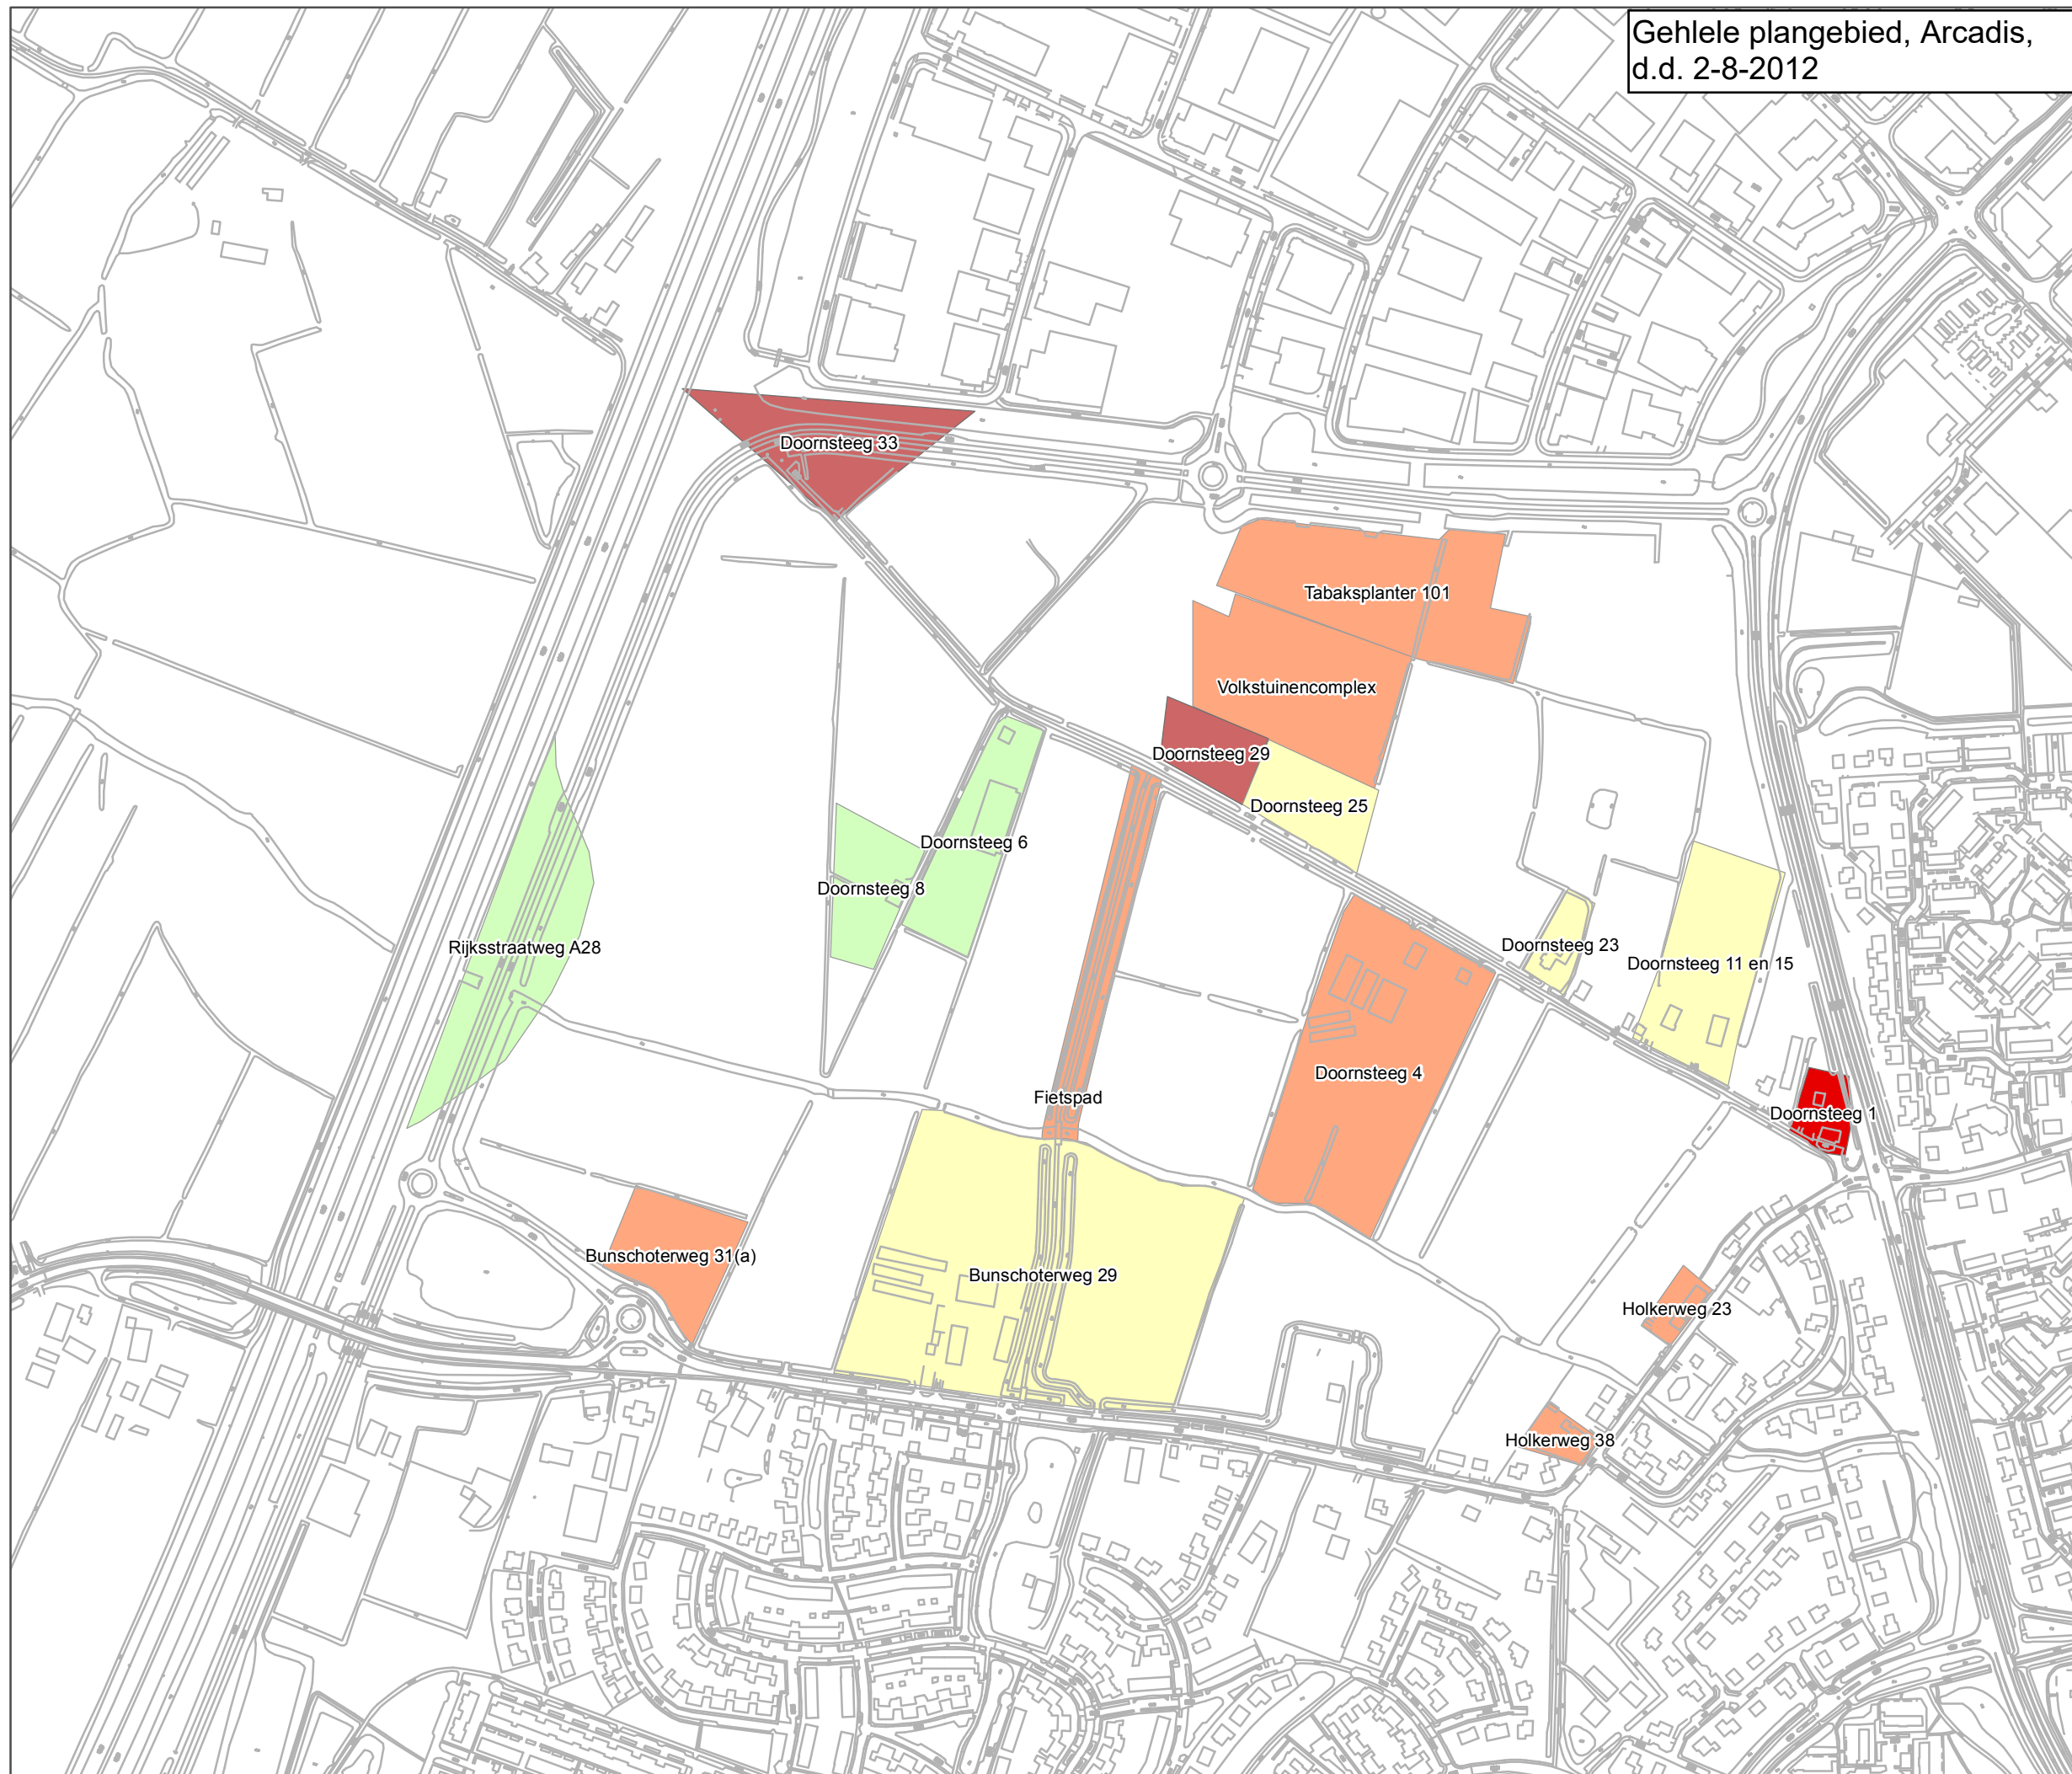 Gehlele plangebied, Arcadis,
d.d. 2-8-2012
Doornsteeg 33
Tabaksplanter 101
Volkstuinencomplex
Doornsteeg 29
Doornsteeg 25
Doornsteeg 6
Doornsteeg 8
Rijksstraatweg A28
Doornsteeg 23
Doornsteeg 11 en 15
Doornsteeg 4
Fietspad
Doornsteeg 1
Bunschoterweg 31(a)
Bunschoterweg 29
Holkerweg 23
Holkerweg 38